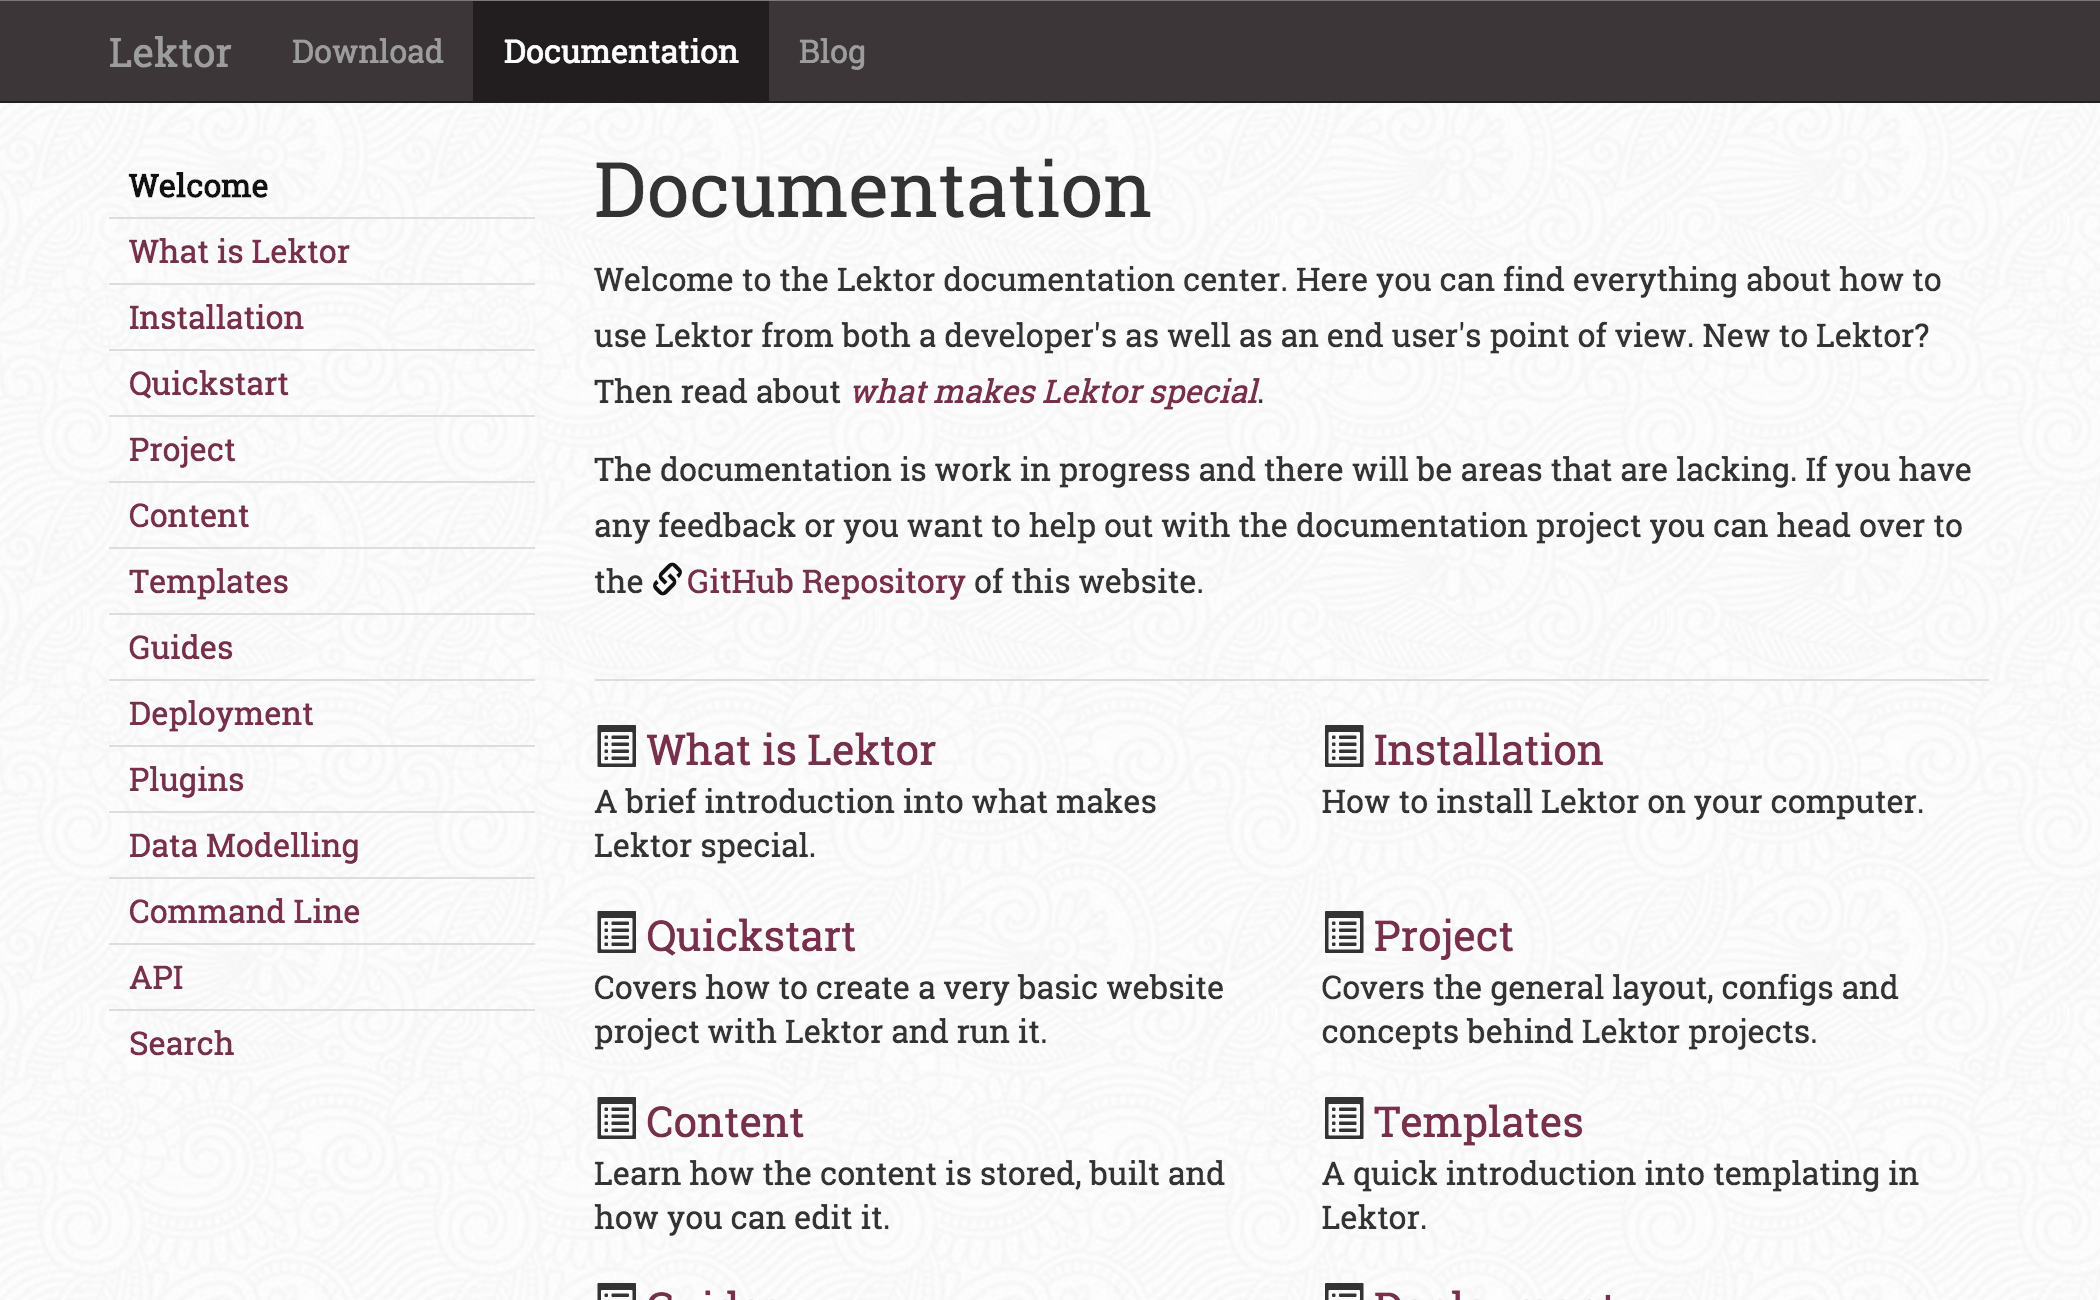 Lektor Download Documentation Blog
Welcome
What is Lektor
Installation
Quickstart
Project
Content
Templates
Guides
Deployment
Plugins
Data Modelling
Command Line
API
Search
Documentation
Welcome to the Lektor documentation center. Here you can find everything about how to
use Lektor from both a developer's as well as an end user's point of view. New to Lektor?
Then read about what makes Lektor special.
The documentation is work in progress and there will be areas that are lacking. If you have
any feedback or you want to help out with the documentation project you can head over to
the GitHub Repository of this website.
What is Lektor
A brief introduction into what makes
Lektor special.
Installation
How to install Lektor on your computer.
Quickstart
Covers how to create a very basic website
project with Lektor and run it.
Project
Covers the general layout, configs and
concepts behind Lektor projects.
Content
Learn how the content is stored, built and
how you can edit it.
Templates
A quick introduction into templating in
Lektor.